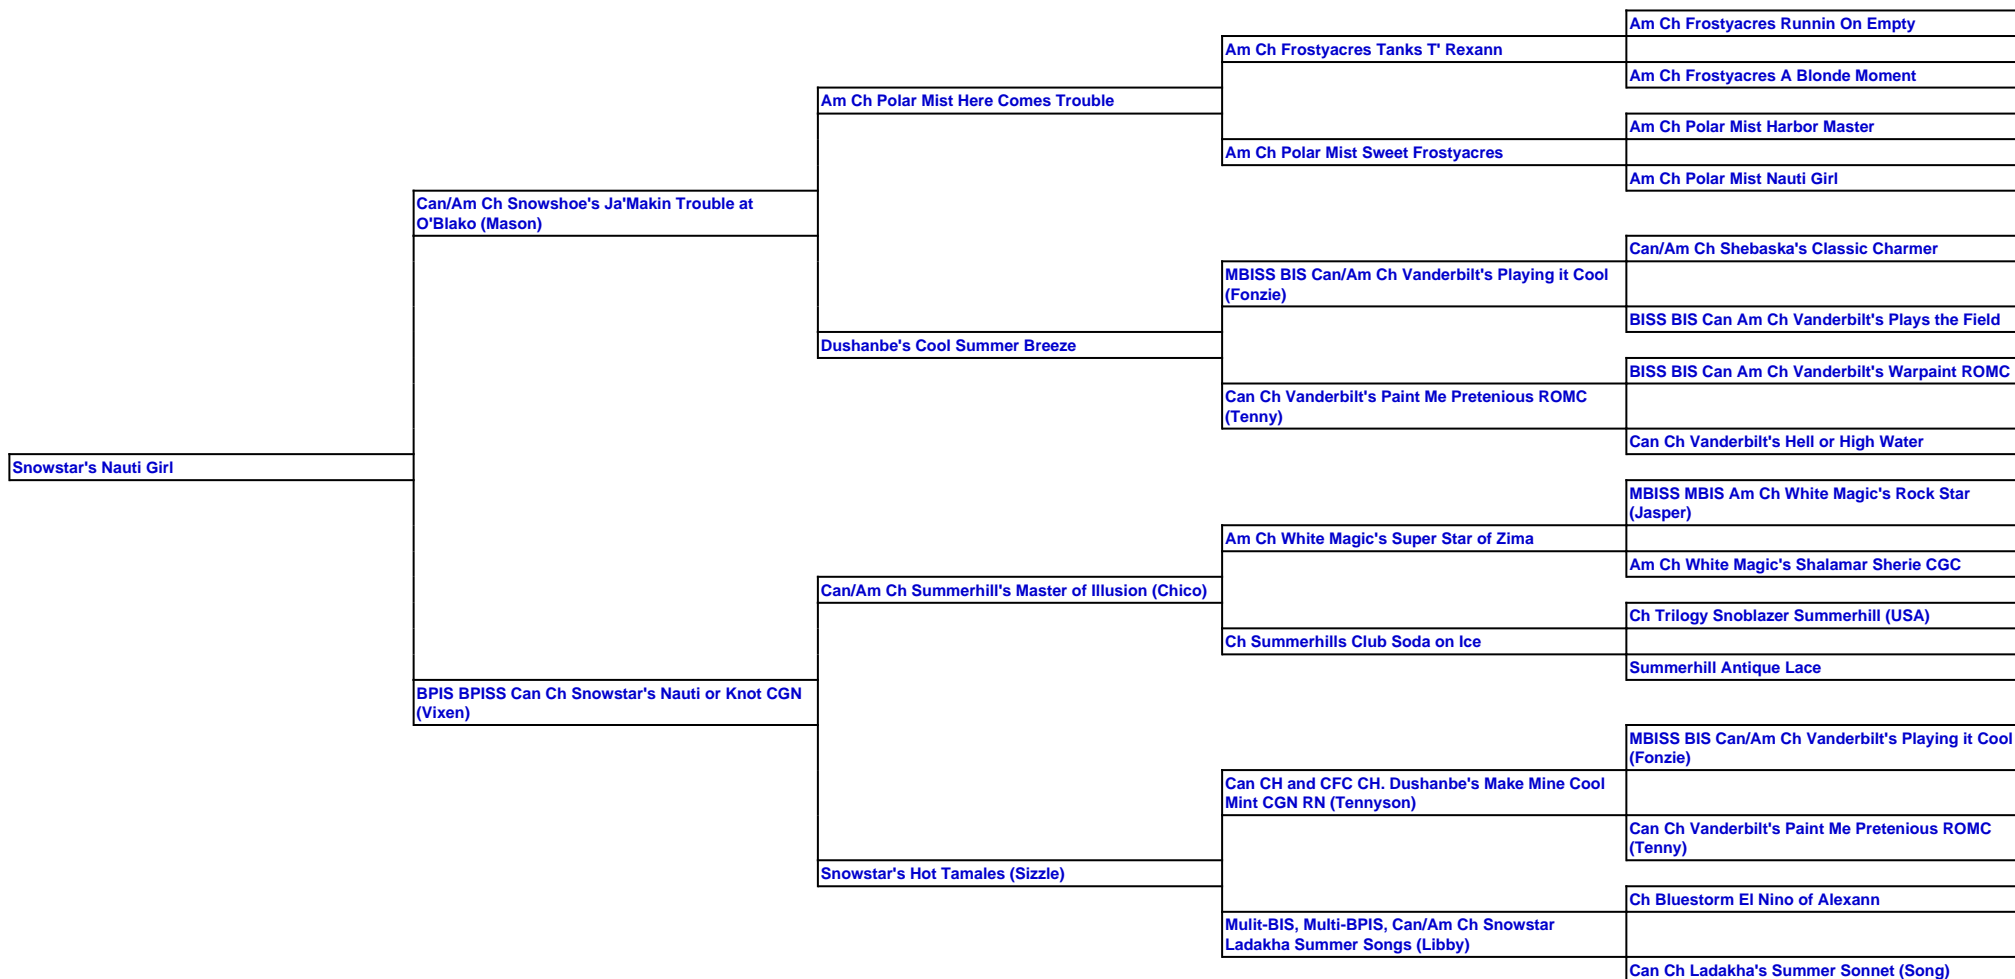 Am Ch Frostyacres Runnin On Empty
Am Ch Frostyacres Tanks T' Rexann
Am Ch Frostyacres A Blonde Moment
Am Ch Polar Mist Here Comes Trouble
Am Ch Polar Mist Harbor Master
Am Ch Polar Mist Sweet Frostyacres
Am Ch Polar Mist Nauti Girl
Can/Am Ch Snowshoe's Ja'Makin Trouble at
O'Blako (Mason)
Can/Am Ch Shebaska's Classic Charmer
MBISS BIS Can/Am Ch Vanderbilt's Playing it Cool
(Fonzie)
BISS BIS Can Am Ch Vanderbilt's Plays the Field
Dushanbe's Cool Summer Breeze
BISS BIS Can Am Ch Vanderbilt's Warpaint ROMC
Can Ch Vanderbilt's Paint Me Pretenious ROMC
(Tenny)
Can Ch Vanderbilt's Hell or High Water
Snowstar's Nauti Girl
MBISS MBIS Am Ch White Magic's Rock Star
(Jasper)
Am Ch White Magic's Super Star of Zima
Am Ch White Magic's Shalamar Sherie CGC
Can/Am Ch Summerhill's Master of Illusion (Chico)
Ch Trilogy Snoblazer Summerhill (USA)
Ch Summerhills Club Soda on Ice
Summerhill Antique Lace
BPIS BPISS Can Ch Snowstar's Nauti or Knot CGN
(Vixen)
MBISS BIS Can/Am Ch Vanderbilt's Playing it Cool
(Fonzie)
Can CH and CFC CH. Dushanbe's Make Mine Cool
Mint CGN RN (Tennyson)
Can Ch Vanderbilt's Paint Me Pretenious ROMC
(Tenny)
Snowstar's Hot Tamales (Sizzle)
Ch Bluestorm El Nino of Alexann
Mulit-BIS, Multi-BPIS, Can/Am Ch Snowstar
Ladakha Summer Songs (Libby)
Can Ch Ladakha's Summer Sonnet (Song)